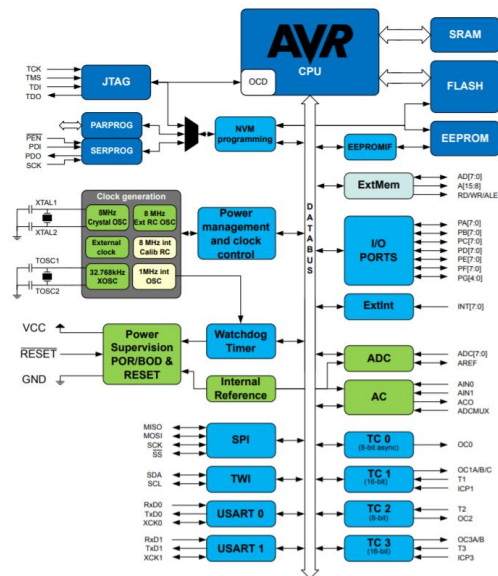 AVR
CPU
OCD
SRAM
FLASH
EEPROM
TCK
TMS
TDI
TDO
JTAG
PARPROG
PEN
PDI
PDO
SCK
SERPROG
NVM
programming
EEPROMIF
ExtMem
AD[7:0]
A[15:8]
RD/WR/ALE
Clock generation
XTAL1
XTAL2
8MHz
Crystal OSC
8 MHz
Ext RC OSC
External
clock
8 MHz int
Calib RC
TOSC1
TOSC2
32.768kHz
XOSC
1MHz int
OSC
Power
management
and clock
control
DATABUS
I/O
PORTS
PA[7:0]
PB[7:0]
PC[7:0]
PD[7:0]
PE[7:0]
PF[7:0]
PG[4:0]
ExtInt
INT[7:0]
VCC
RESET
GND
Power
Supervision
POR/BOD &
RESET
Watchdog
Timer
Internal
Reference
ADC
ADC[7:0]
AREF
AC
AIN0
AIN1
ACO
ADCMUX
MISO
MOSI
SCK
SS
SPI
TC 0
(8-bit async)
OC0
SDA
SCL
TWI
TC 1
(16-bit)
OC1A/B/C
T1
ICP1
RxD0
TxD0
XCK0
USART 0
TC 2
(8-bit)
T2
OC2
RxD1
TxD1
XCK1
USART 1
TC 3
(16-bit)
OC3A/B
T3
ICP3